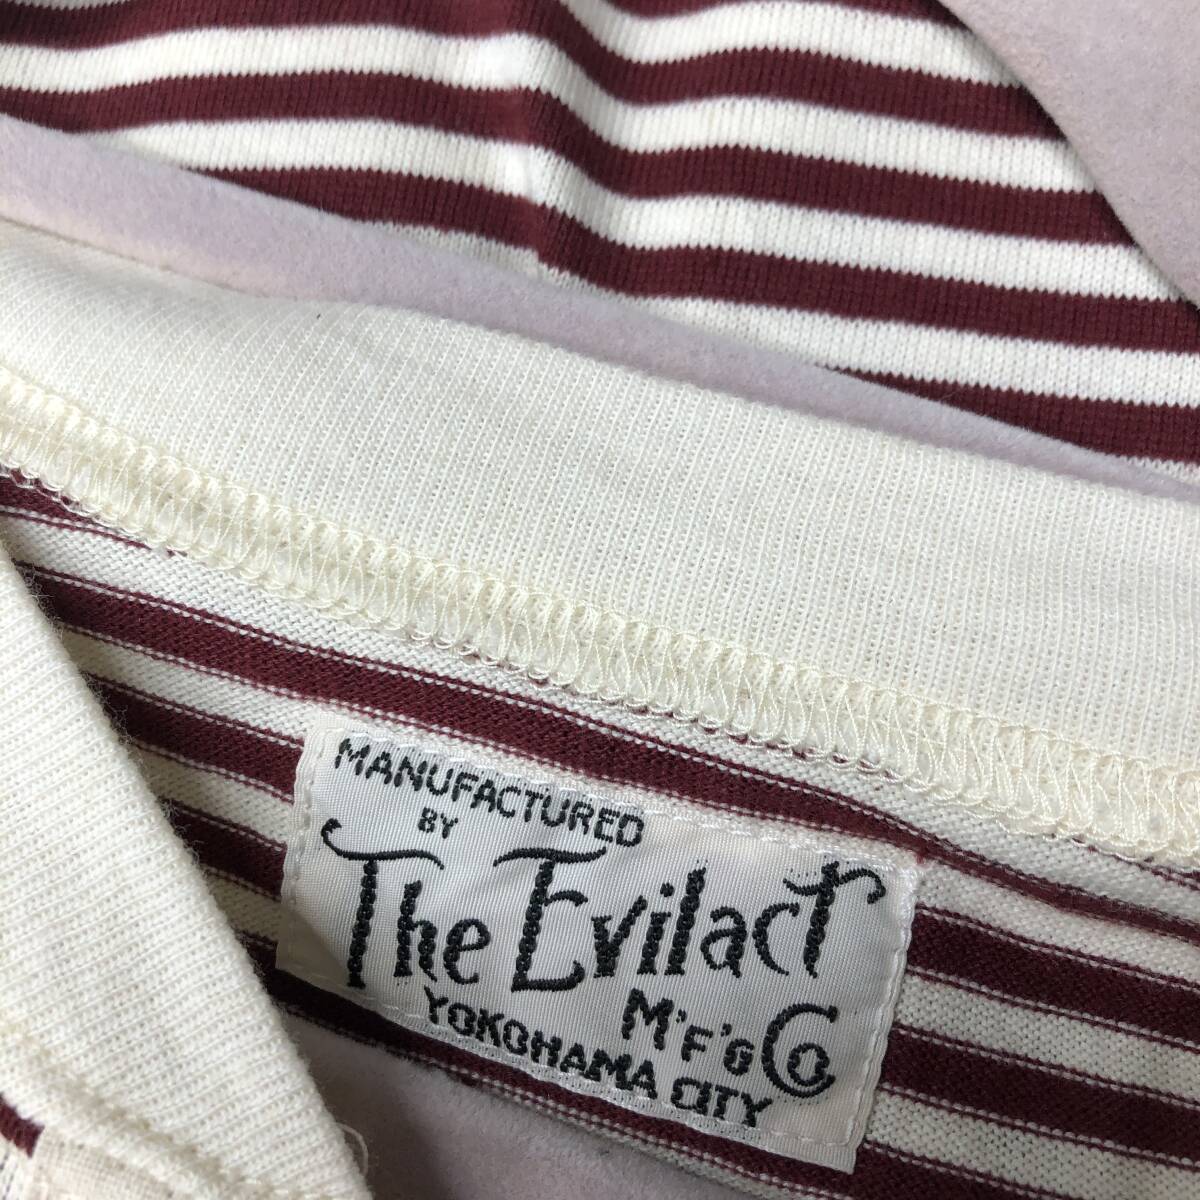 MANUFACTURED
BY
The Evilact
M'F'G Co
YOKOHAMA CITY